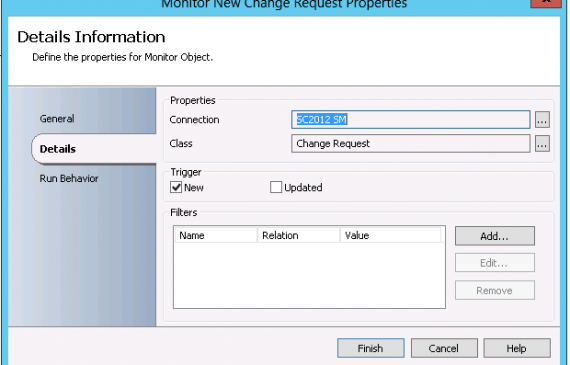 Monitor New Change Request Properties
x
Details Information
Define the properties for Monitor Object.
General
Details
Run Behavior
Properties
Connection
SC2012 SM
...
Class
Change Request
...
Trigger
New
Updated
Filters
Name Relation Value
Add...
Edit...
Remove
Finish Cancel Help